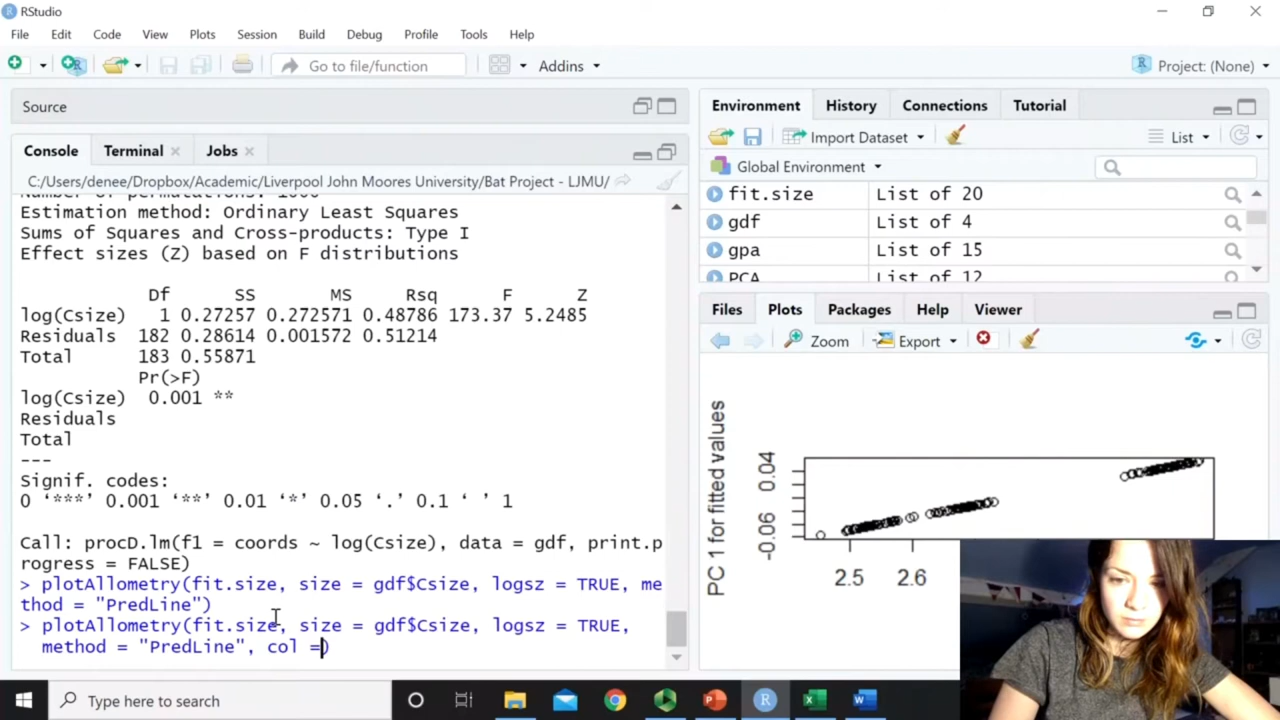 RStudio
File Edit Code View Plots Session Build Debug Profile Tools Help
Go to file/function Addins Project: (None)
Source
Console Terminal Jobs
C:/Users/denee/Dropbox/Academic/Liverpool John Moores University/Bat Project - LJMU/
Number of permutations: 1000
Estimation method: Ordinary Least Squares
Sums of Squares and Cross-products: Type I
Effect sizes (Z) based on F distributions
Df SS MS Rsq F Z
log(Csize) 1 0.27257 0.272571 0.48786 173.37 5.2485
Residuals 182 0.28614 0.001572 0.51214
Total 183 0.55871
Pr(>F)
log(Csize) 0.001 **
Residuals
Total
---
Signif. codes:
0 ‘***’ 0.001 ‘**’ 0.01 ‘*’ 0.05 ‘.’ 0.1 ‘ ’ 1
Call: procD.lm(f1 = coords ~ log(Csize), data = gdf, print.p
rogress = FALSE)
> plotAllometry(fit.size, size = gdf$Csize, logsz = TRUE, me
thod = "PredLine")
> plotAllometry(fit.size, size = gdf$Csize, logsz = TRUE,
method = "PredLine", col =)
Environment History Connections Tutorial
Import Dataset List
Global Environment
fit.size List of 20
gdf List of 4
gpa List of 15
PCA List of 12
Files Plots Packages Help Viewer
Zoom Export
PC 1 for fitted values
-0.06 0.04
2.5 2.6
Type here to search